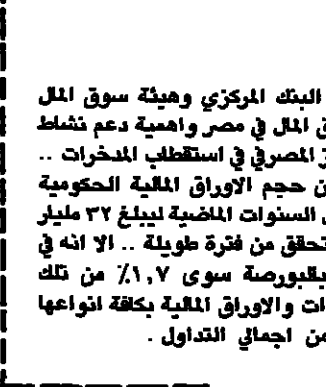 البنك المركزي وهيئة سوق المال
ق المال في مصر واهمية دعم نشاط
ز المصرفي في استقطاب المدخرات ..
ن حجم الاوراق المالية الحكومية
السنوات الماضية ليبلغ ٣٢ مليار
تحقق من فترة طويلة .. الا انه في
يقبورصة سوى ١,٧٪ من تلك
ات والاوراق المالية بكافة انواعها
من اجمالي التداول .